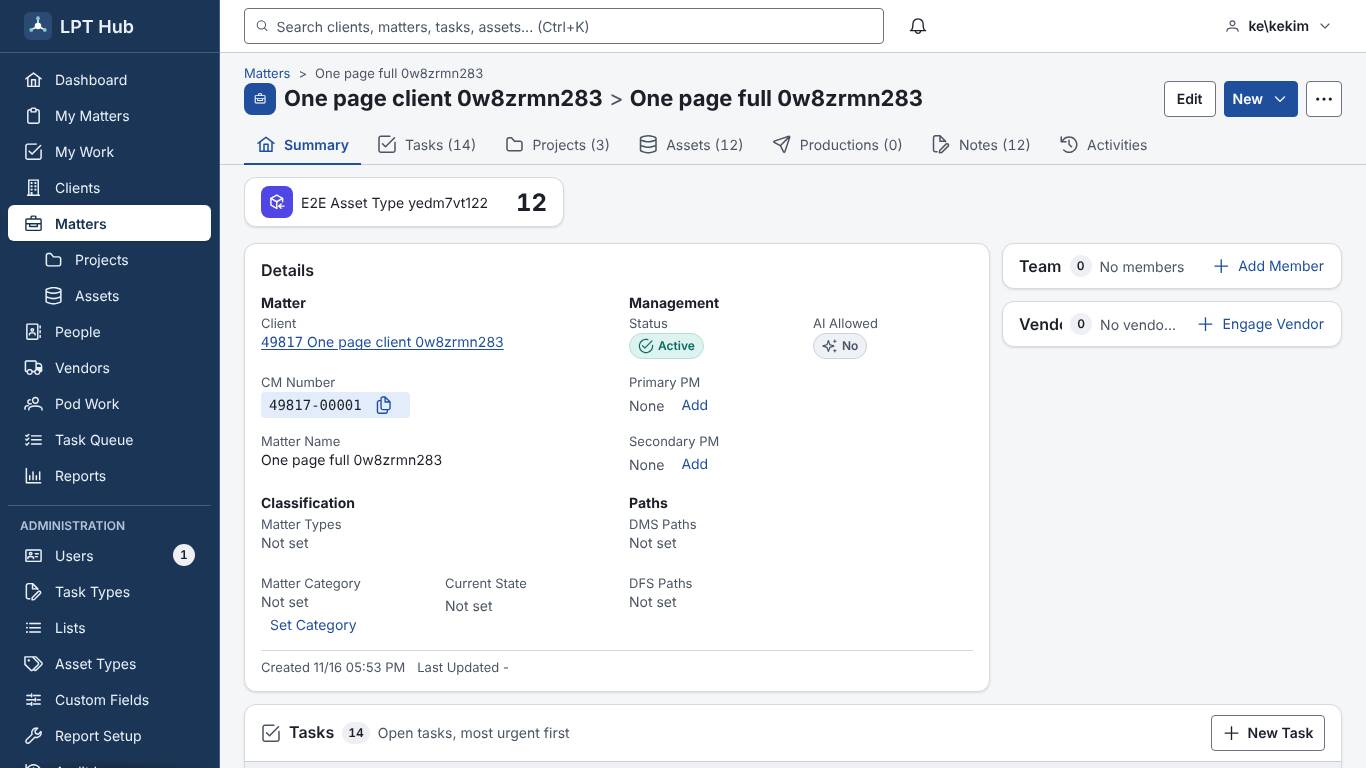 LPT Hub
Search clients, matters, tasks, assets... (Ctrl+K)
ke\kekim
Dashboard
My Matters
My Work
Clients
Matters
Projects
Assets
People
Vendors
Pod Work
Task Queue
Reports
ADMINISTRATION
Users 1
Task Types
Lists
Asset Types
Custom Fields
Report Setup
Matters > One page full 0w8zrmn283
One page client 0w8zrmn283 > One page full 0w8zrmn283
Edit
New
Summary
Tasks (14)
Projects (3)
Assets (12)
Productions (0)
Notes (12)
Activities
E2E Asset Type yedm7vt122 12
Details
Matter
Client
49817 One page client 0w8zrmn283
CM Number
49817-00001
Matter Name
One page full 0w8zrmn283
Management
Status
Active
AI Allowed
No
Primary PM
None Add
Secondary PM
None Add
Classification
Matter Types
Not set
Matter Category
Not set
Set Category
Current State
Not set
Paths
DMS Paths
Not set
DFS Paths
Not set
Created 11/16 05:53 PM Last Updated -
Team 0 No members Add Member
0 No vendo... Engage Vendor
Tasks 14 Open tasks, most urgent first
New Task